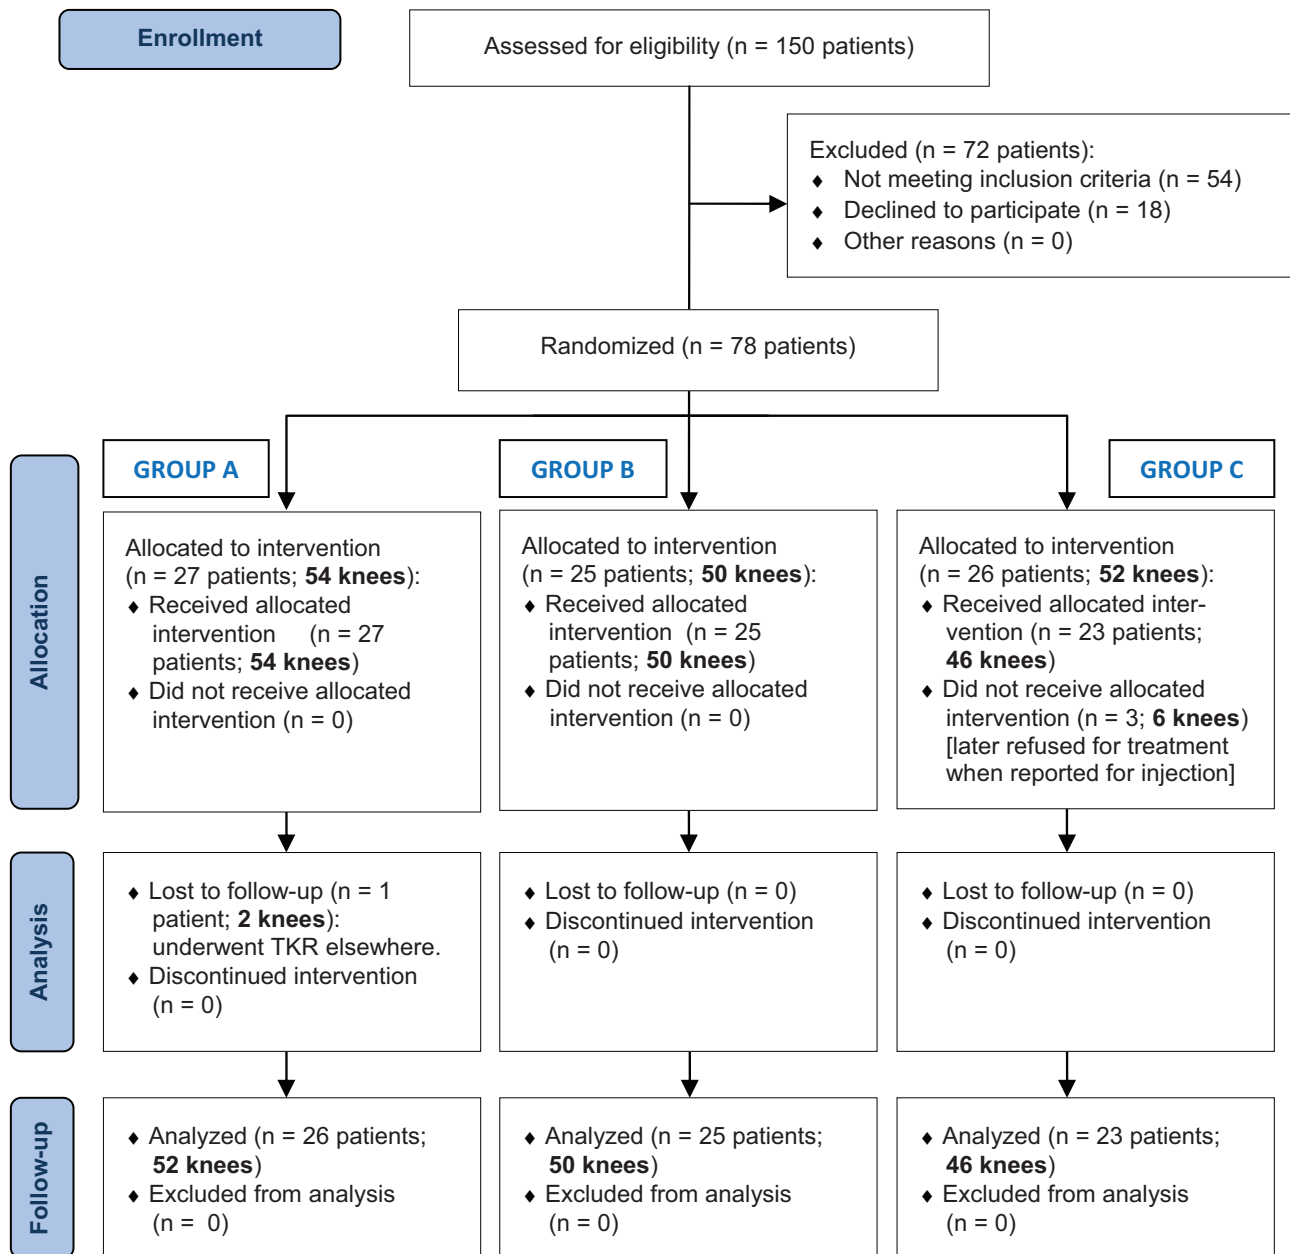 Enrollment
Assessed for eligibility (n = 150 patients)
Excluded (n = 72 patients):
♦ Not meeting inclusion criteria (n = 54)
♦ Declined to participate (n = 18)
♦ Other reasons (n = 0)
Randomized (n = 78 patients)
Allocation
GROUP A
Allocated to intervention
(n = 27 patients; 54 knees):
♦ Received allocated
intervention (n = 27
patients; 54 knees)
♦ Did not receive allocated
intervention (n = 0)
GROUP B
Allocated to intervention
(n = 25 patients; 50 knees):
♦ Received allocated
intervention (n = 25
patients; 50 knees)
♦ Did not receive allocated
intervention (n = 0)
GROUP C
Allocated to intervention
(n = 26 patients; 52 knees):
♦ Received allocated inter-
vention (n = 23 patients;
46 knees)
♦ Did not receive allocated
intervention (n = 3; 6 knees)
[later refused for treatment
when reported for injection]
Analysis
♦ Lost to follow-up (n = 1
patient; 2 knees):
underwent TKR elsewhere.
♦ Discontinued intervention
(n = 0)
♦ Lost to follow-up (n = 0)
♦ Discontinued intervention
(n = 0)
♦ Lost to follow-up (n = 0)
♦ Discontinued intervention
(n = 0)
Follow-up
♦ Analyzed (n = 26 patients;
52 knees)
♦ Excluded from analysis
(n = 0)
♦ Analyzed (n = 25 patients;
50 knees)
♦ Excluded from analysis
(n = 0)
♦ Analyzed (n = 23 patients;
46 knees)
♦ Excluded from analysis
(n = 0)